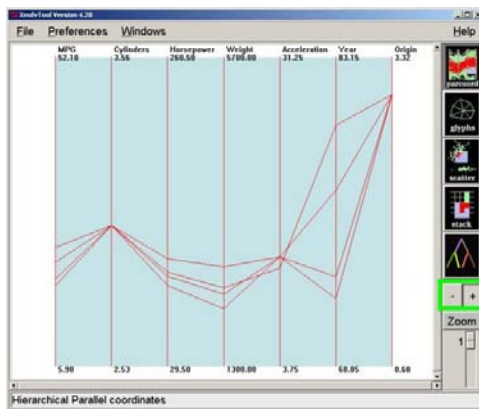 XmdvTool Version 4.20
File Preferences Windows Help
MPG Cylinders Horsepower Weight Acceleration Year Origin
52.10 3.56 260.50 5700.00 31.25 83.15 3.32
parcoord
glyphs
scatter
stack
- +
Zoom
1
5.90 2.53 29.50 1300.00 3.75 68.85 0.68
Hierarchical Parallel coordinates